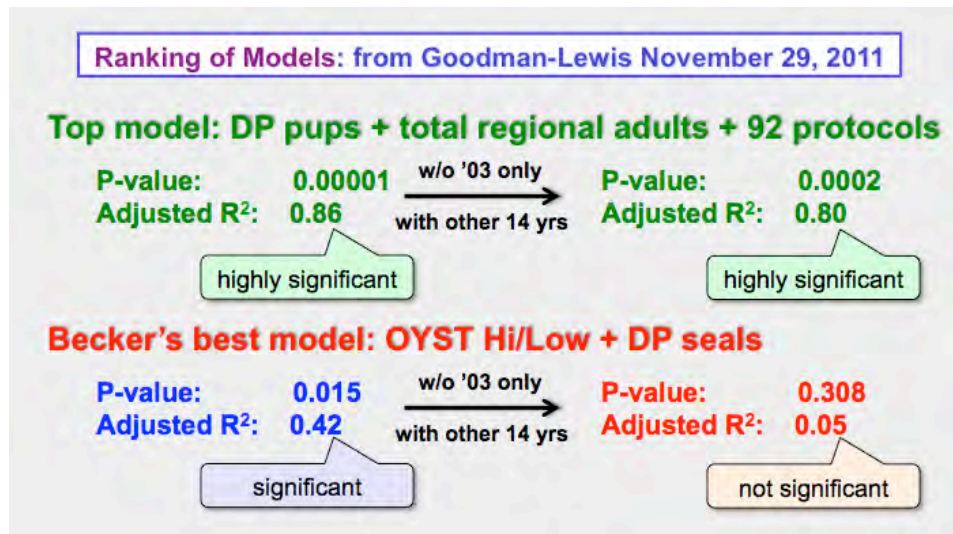 Ranking of Models: from Goodman-Lewis November 29, 2011
Top model: DP pups + total regional adults + 92 protocols
P-value: 0.00001 w/o ’03 only P-value: 0.0002
Adjusted R²: 0.86 with other 14 yrs Adjusted R²: 0.80
highly significant highly significant
Becker’s best model: OYST Hi/Low + DP seals
P-value: 0.015 w/o ’03 only P-value: 0.308
Adjusted R²: 0.42 with other 14 yrs Adjusted R²: 0.05
significant not significant